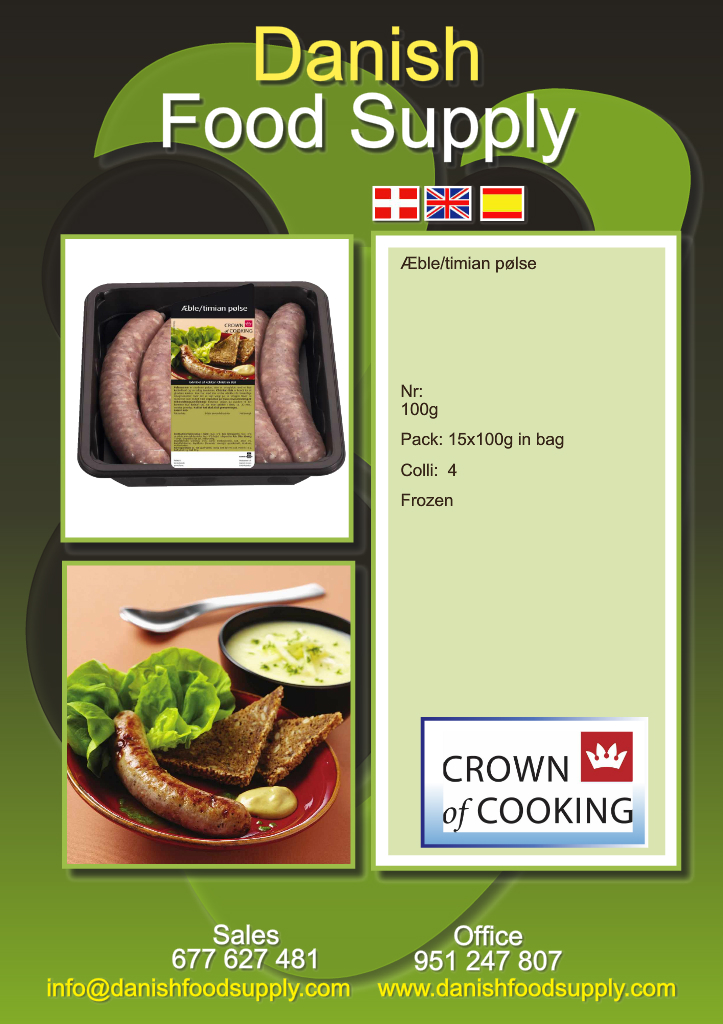 Danish
Food Supply
Æble/timian pølse
CROWN
of COOKING
Æble/timian pølse
Nr:
100g
Pack: 15x100g in bag
Colli: 4
Frozen
CROWN
of COOKING
Sales
677 627 481
info@danishfoodsupply.com
Office
951 247 807
www.danishfoodsupply.com